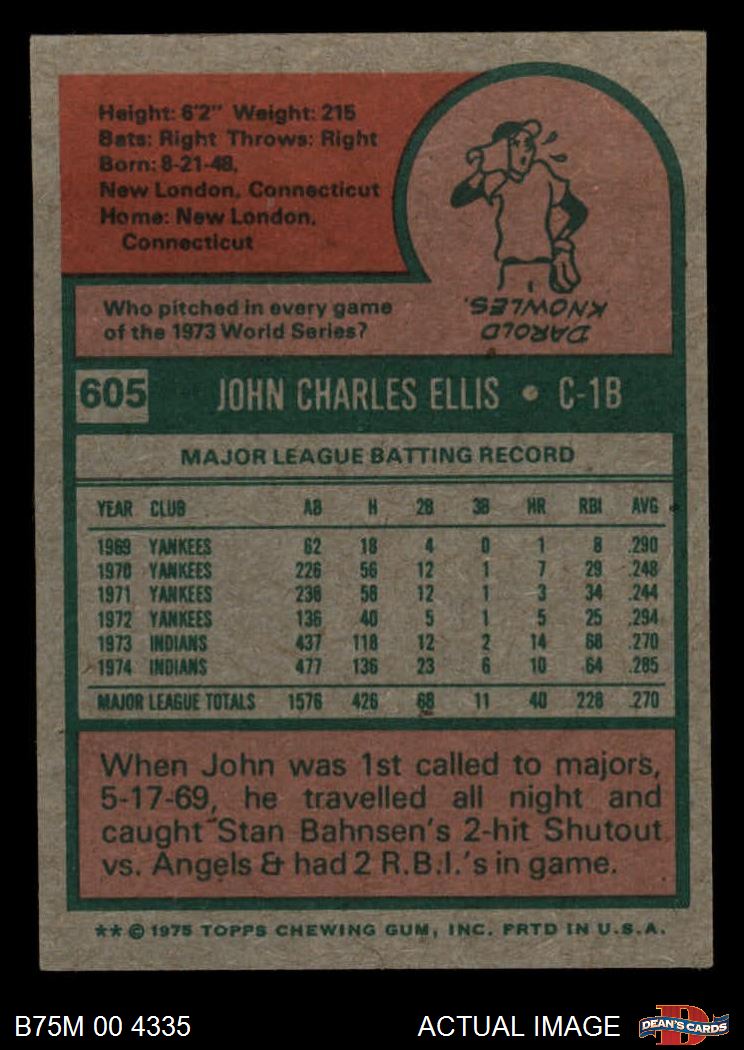 Height: 6'2" Weight: 215
Bats: Right Throws: Right
Born: 8-21-48,
New London, Connecticut
Home: New London,
Connecticut
Who pitched in every game
of the 1973 World Series?
DAROLD
KNOWLES.
605 JOHN CHARLES ELLIS • C-1B
MAJOR LEAGUE BATTING RECORD
YEAR CLUB AB H 2B 3B HR RBI AVG
1969 YANKEES 62 18 4 0 1 8 .290
1970 YANKEES 226 56 12 1 7 29 .248
1971 YANKEES 238 58 12 1 3 34 .244
1972 YANKEES 136 40 5 1 5 25 .294
1973 INDIANS 437 118 12 2 14 68 .270
1974 INDIANS 477 136 23 6 10 64 .285
MAJOR LEAGUE TOTALS 1576 426 68 11 40 228 .270
When John was 1st called to majors,
5-17-69, he travelled all night and
caught Stan Bahnsen's 2-hit Shutout
vs. Angels & had 2 R.B.I.'s in game.
** © 1975 TOPPS CHEWING GUM, INC. PRTD IN U.S.A.
B75M 00 4335 ACTUAL IMAGE D DEAN'S CARDS